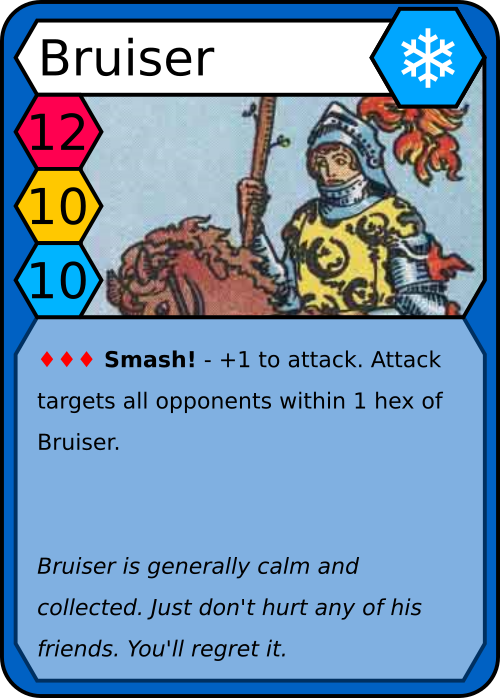 Bruiser
12
10
10
♦♦♦ Smash! - +1 to attack. Attack
targets all opponents within 1 hex of
Bruiser.
Bruiser is generally calm and
collected. Just don't hurt any of his
friends. You'll regret it.